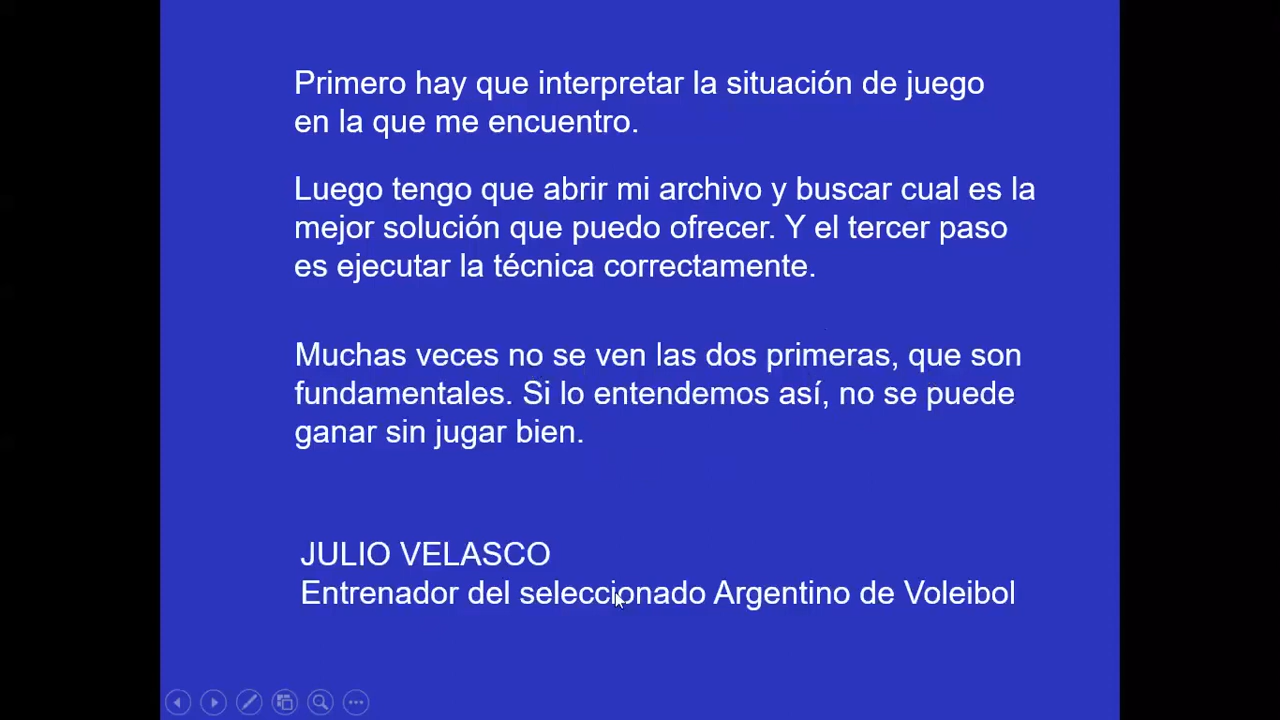 Primero hay que interpretar la situación de juego
en la que me encuentro.
Luego tengo que abrir mi archivo y buscar cual es la
mejor solución que puedo ofrecer. Y el tercer paso
es ejecutar la técnica correctamente.
Muchas veces no se ven las dos primeras, que son
fundamentales. Si lo entendemos así, no se puede
ganar sin jugar bien.
JULIO VELASCO
Entrenador del seleccionado Argentino de Voleibol